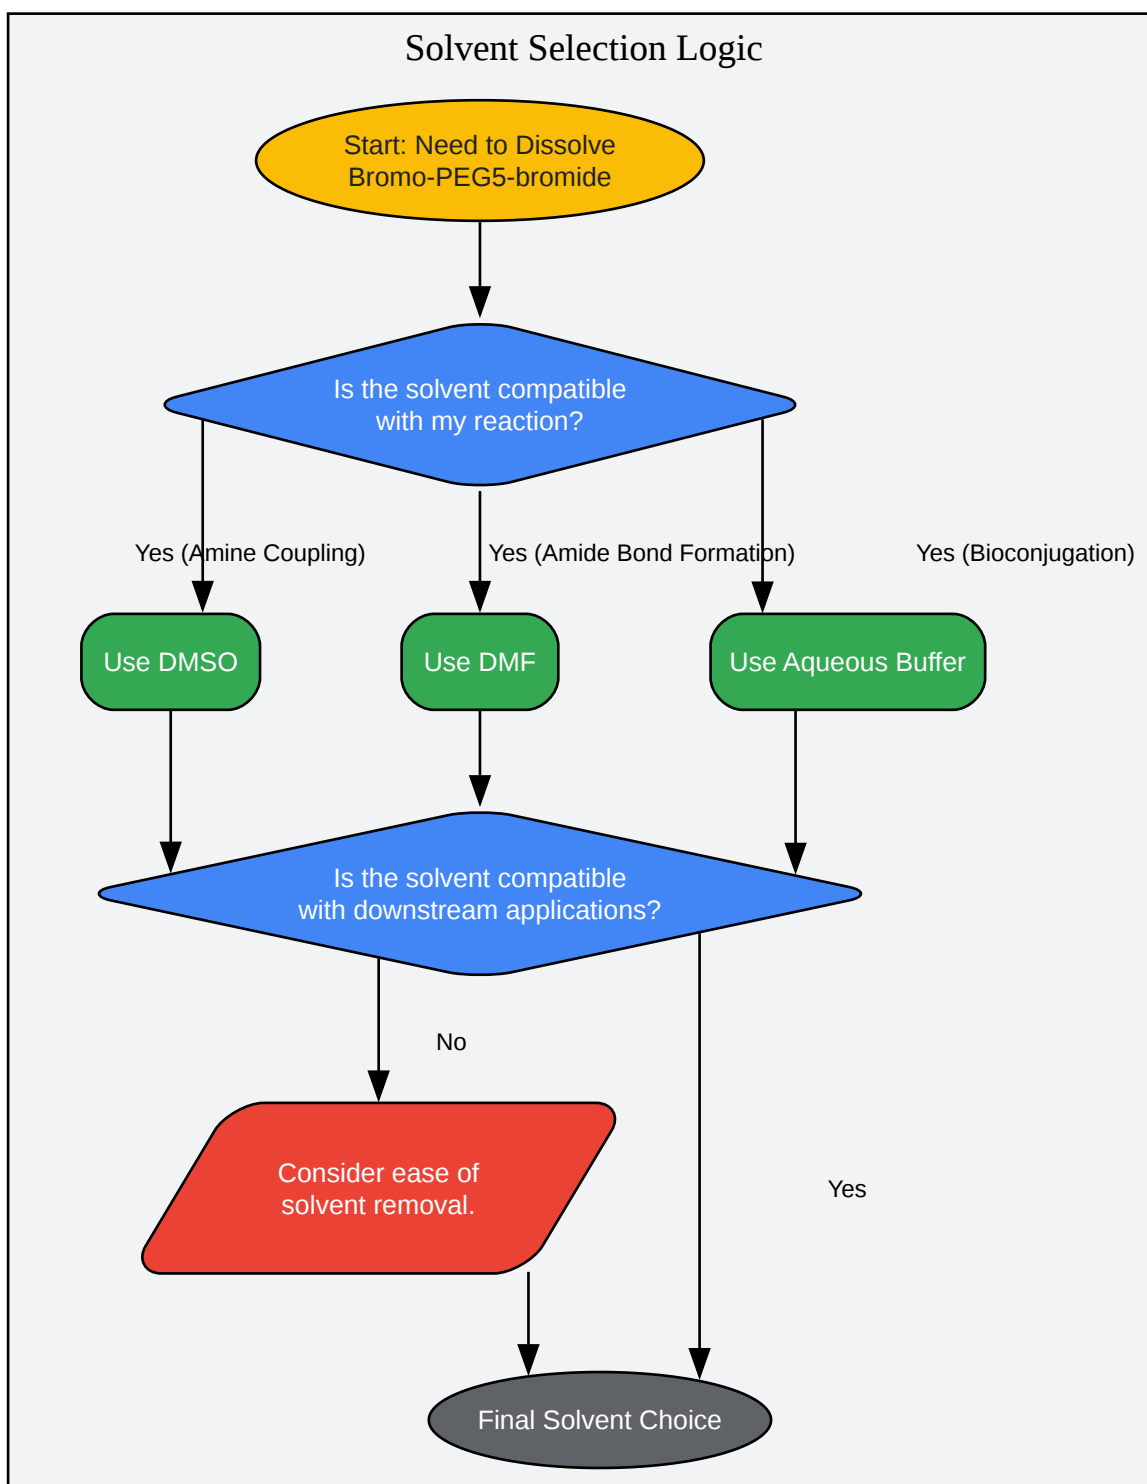 Solvent Selection Logic
Start: Need to Dissolve
Bromo-PEG5-bromide
Is the solvent compatible
with my reaction?
Yes (Amine Coupling)
Yes (Amide Bond Formation)
Yes (Bioconjugation)
Use DMSO
Use DMF
Use Aqueous Buffer
Is the solvent compatible
with downstream applications?
No
Consider ease of
solvent removal.
Yes
Final Solvent Choice